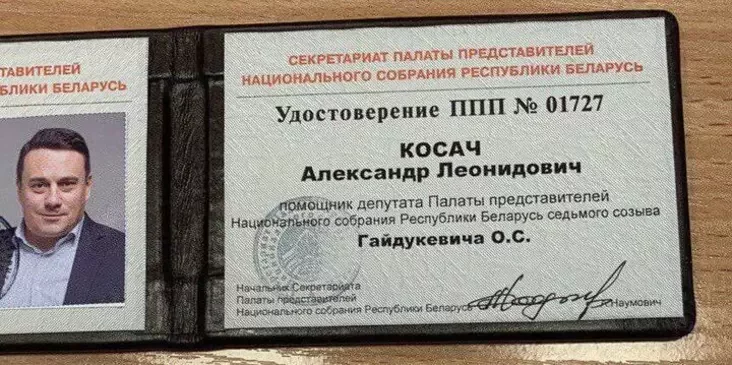 ТАВИТЕЛЕЙ
БЛИКИ БЕЛАРУСЬ
СЕКРЕТАРИАТ ПАЛАТЫ ПРЕДСТАВИТЕЛЕЙ
НАЦИОНАЛЬНОГО СОБРАНИЯ РЕСПУБЛИКИ БЕЛАРУСЬ
Удостоверение ППП № 01727
КОСАЧ
Александр Леонидович
помощник депутата Палаты представителей
Национального собрания Республики Беларусь седьмого созыва
Гайдукевича О.С.
Начальник Секретариата
Палаты представителей
Национального собрания Республики Беларусь Наумович